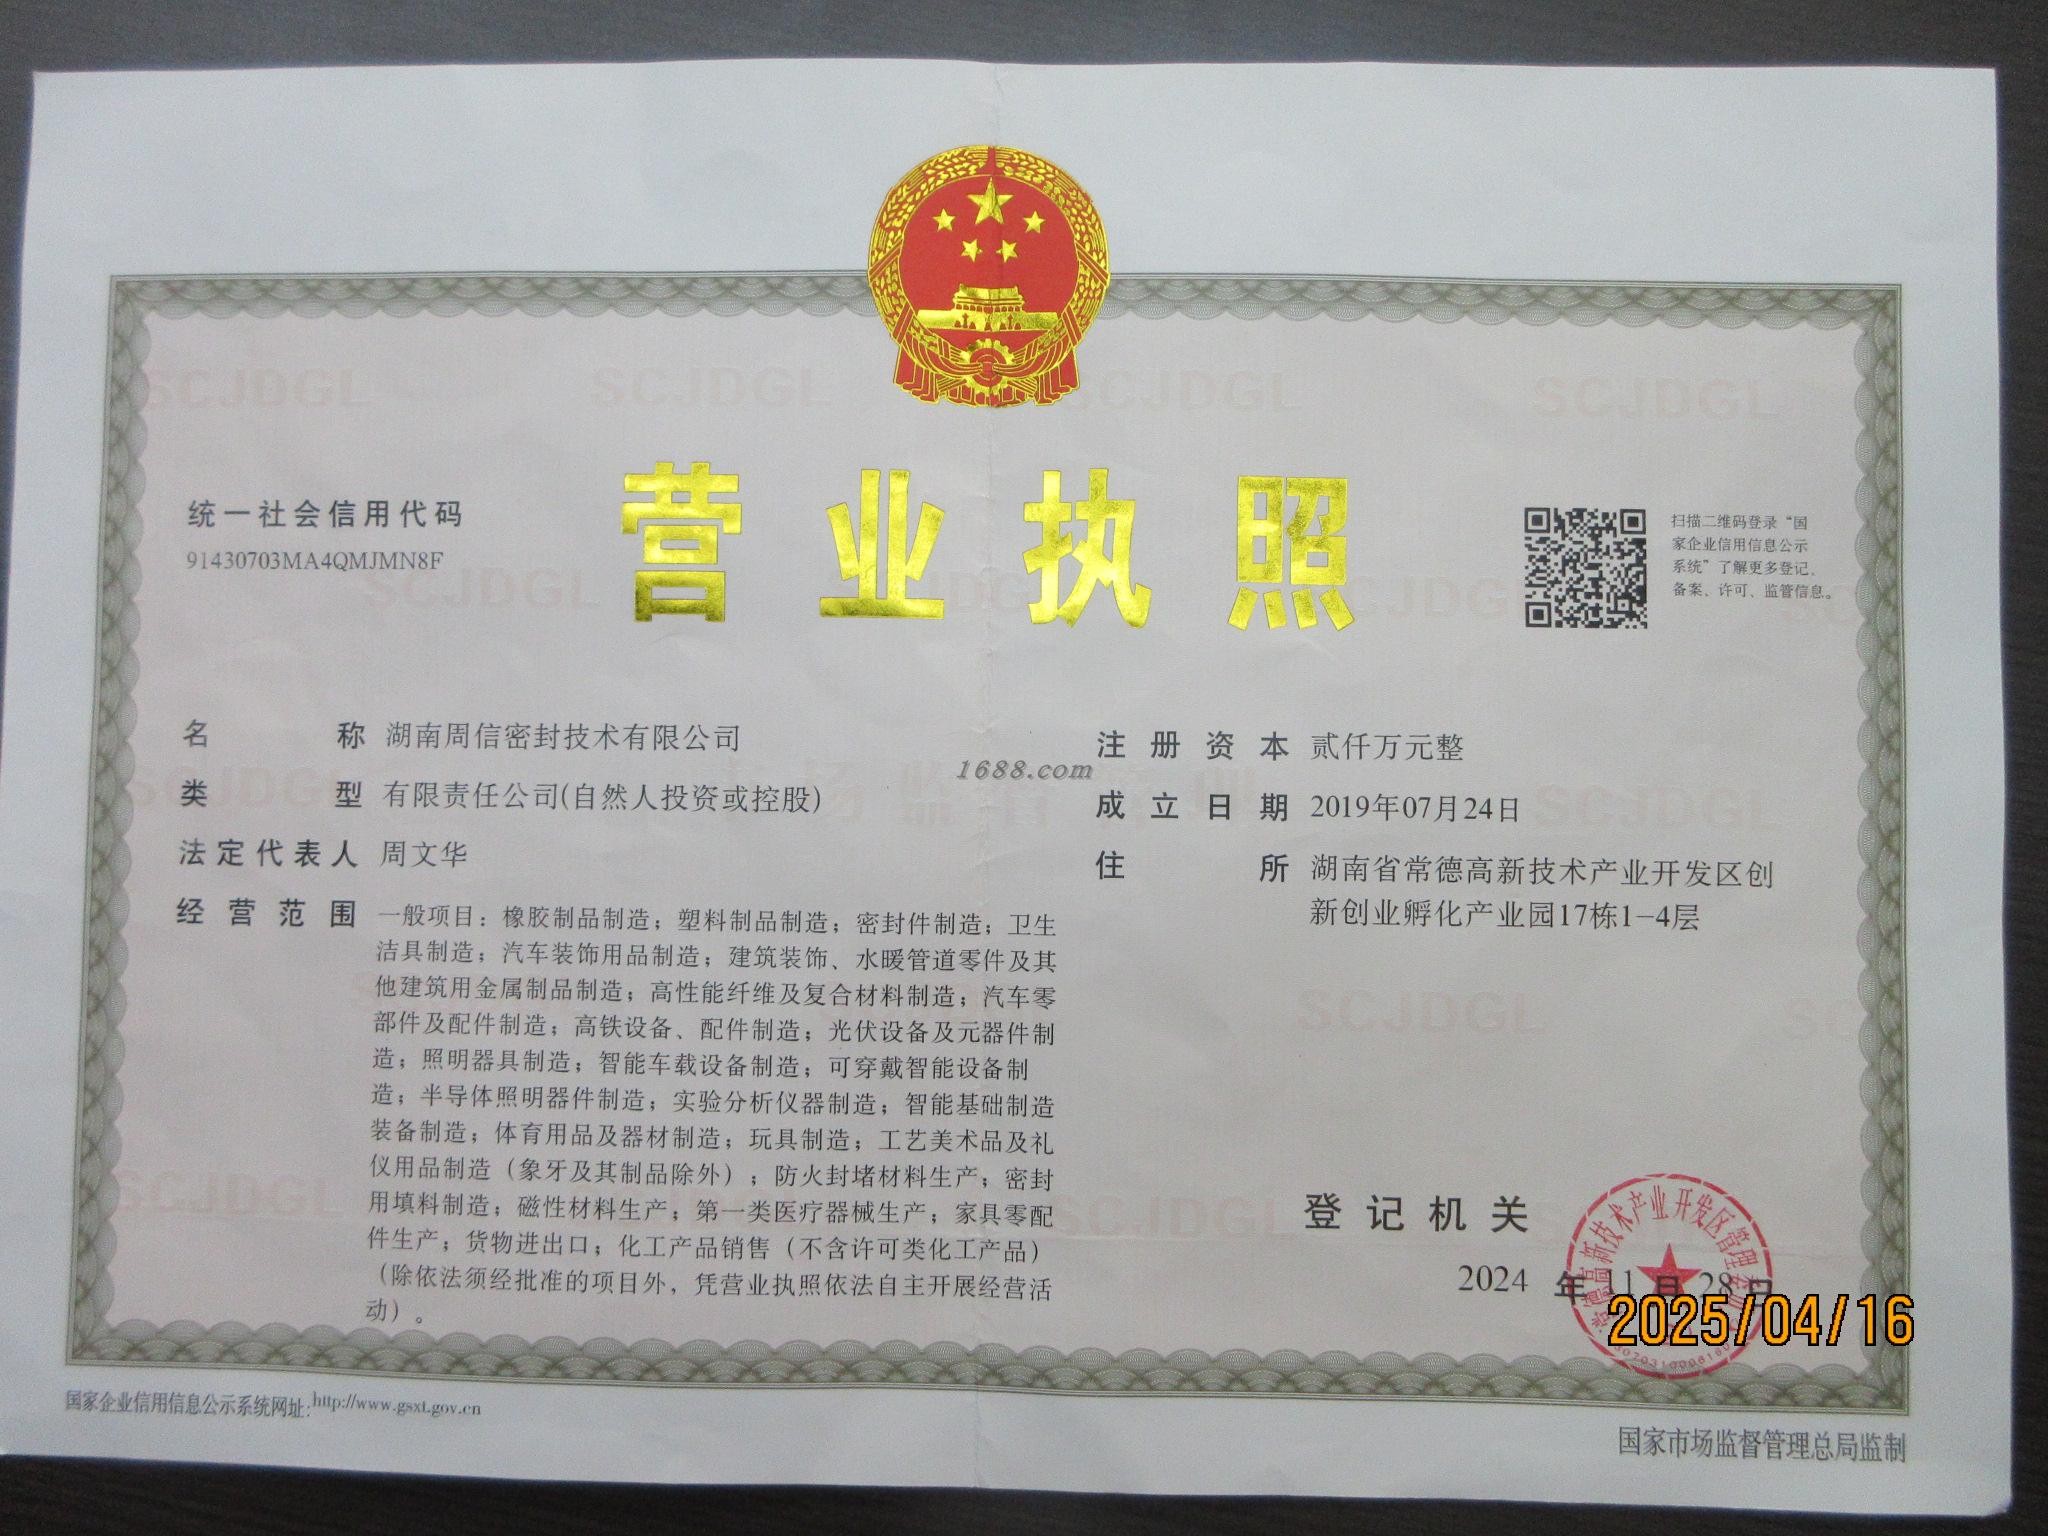 营业执照
统一社会信用代码
91430703MA4QMJMN8F
扫描二维码登录“国
家企业信用信息公示
系统”了解更多登记、
备案、许可、监管信息。
名称 湖南周信密封技术有限公司
类型 有限责任公司(自然人投资或控股)
法定代表人 周文华
经营范围 一般项目：橡胶制品制造；塑料制品制造；密封件制造；卫生
洁具制造；汽车装饰用品制造；建筑装饰、水暖管道零件及其
他建筑用金属制品制造；高性能纤维及复合材料制造；汽车零
部件及配件制造；高铁设备、配件制造；光伏设备及元器件制
造；照明器具制造；智能车载设备制造；可穿戴智能设备制
造；半导体照明器件制造；实验分析仪器制造；智能基础制造
装备制造；体育用品及器材制造；玩具制造；工艺美术品及礼
仪用品制造（象牙及其制品除外）；防火封堵材料生产；密封
用填料制造；磁性材料生产；第一类医疗器械生产；家具零配
件生产；货物进出口；化工产品销售（不含许可类化工产品）
（除依法须经批准的项目外，凭营业执照依法自主开展经营活
动）。
1688.com
注册资本 贰仟万元整
成立日期 2019年07月24日
住所 湖南省常德高新技术产业开发区创
新创业孵化产业园17栋1-4层
登记机关
2024 年 11 月 28 日
2025/04/16
国家企业信用信息公示系统网址：http://www.gsxt.gov.cn
国家市场监督管理总局监制
SCJDGL